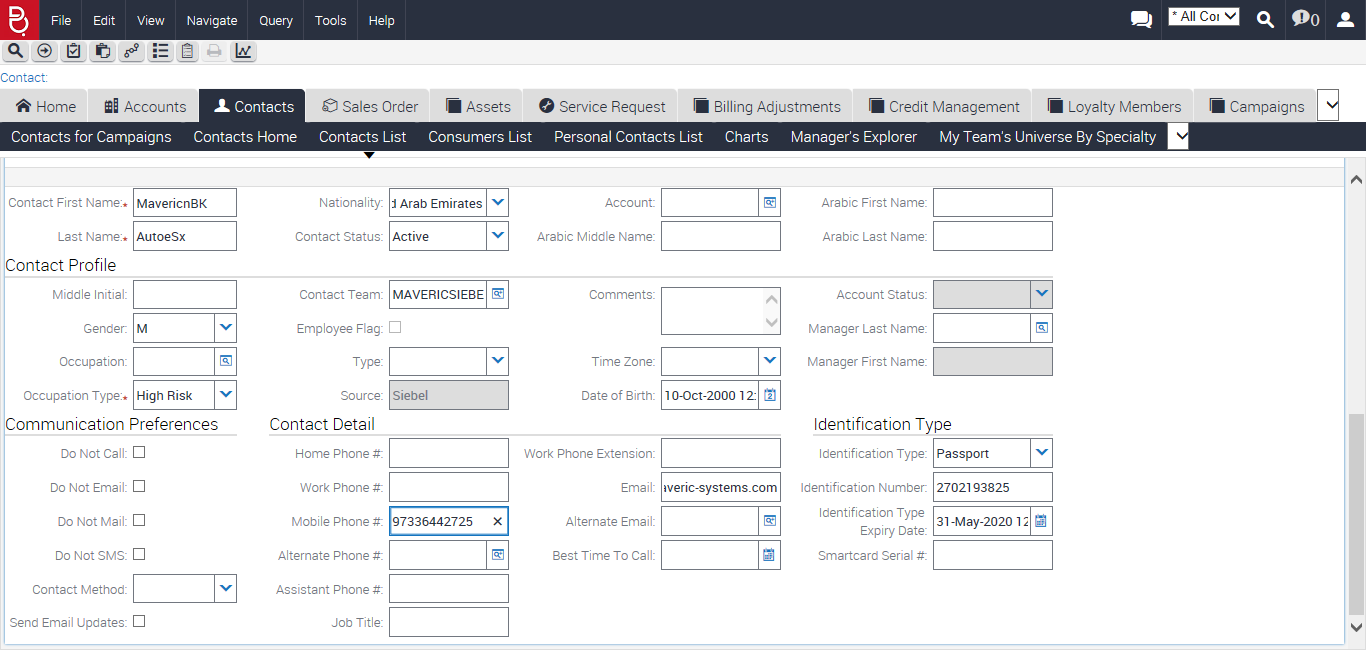 File Edit View Navigate Query Tools Help * All Cor 0
Contact:
Home Accounts Contacts Sales Order Assets Service Request Billing Adjustments Credit Management Loyalty Members Campaigns
Contacts for Campaigns Contacts Home Contacts List Consumers List Personal Contacts List Charts Manager's Explorer My Team's Universe By Specialty
Contact First Name:* MavericnBK Nationality: d Arab Emirates Account: Arabic First Name:
Last Name:* AutoeSx Contact Status: Active Arabic Middle Name: Arabic Last Name:
Contact Profile
Middle Initial: Contact Team: MAVERICSIEBE Comments: Account Status:
Gender: M Employee Flag: Manager Last Name:
Occupation: Type: Time Zone: Manager First Name:
Occupation Type:* High Risk Source: Siebel Date of Birth: 10-Oct-2000 12:
Communication Preferences Contact Detail Identification Type
Do Not Call: Home Phone #: Work Phone Extension: Identification Type: Passport
Do Not Email: Work Phone #: Email: averic-systems.com Identification Number: 2702193825
Do Not Mail: Mobile Phone #: 97336442725 Alternate Email: Identification Type Expiry Date: 31-May-2020 12
Do Not SMS: Alternate Phone #: Best Time To Call: Smartcard Serial #:
Contact Method: Assistant Phone #:
Send Email Updates: Job Title: